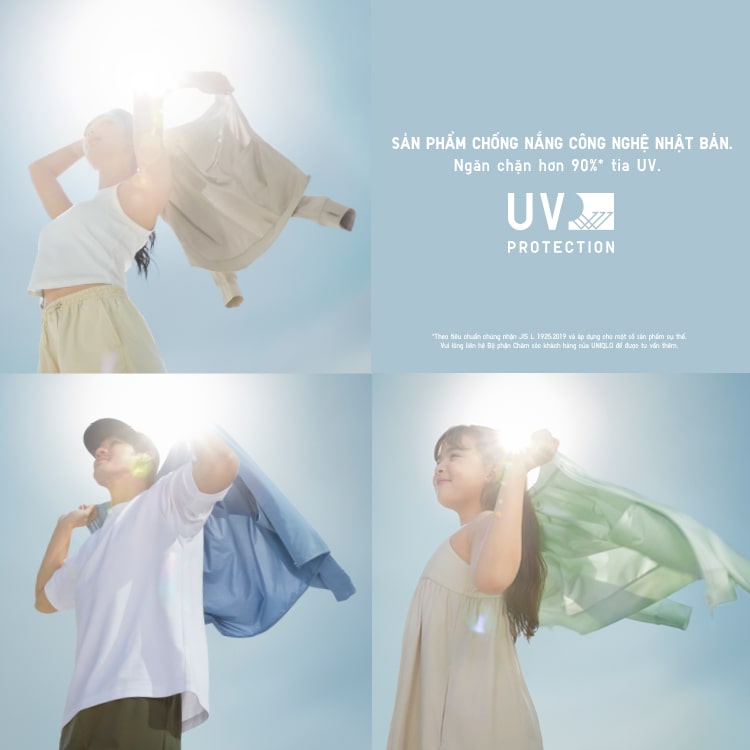 SẢN PHẨM CHỐNG NẮNG CÔNG NGHỆ NHẬT BẢN.
Ngăn chặn hơn 90%* tia UV.
UV
PROTECTION
*Theo tiêu chuẩn chứng nhận JIS L 1925:2019 và áp dụng cho một số sản phẩm cụ thể.
Vui lòng liên hệ Bộ phận Chăm sóc khách hàng của UNIQLO để được tư vấn thêm.